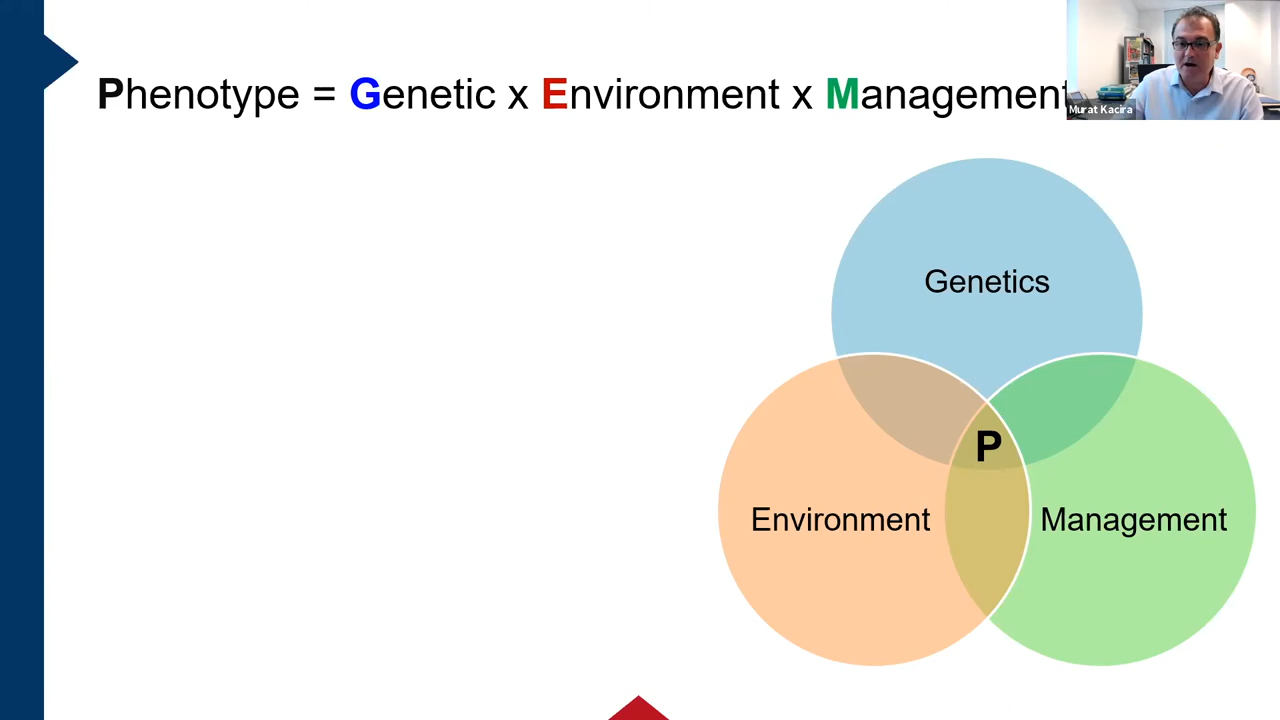 Phenotype = Genetic x Environment x Management
Murat Kacira
Genetics
P
Environment
Management